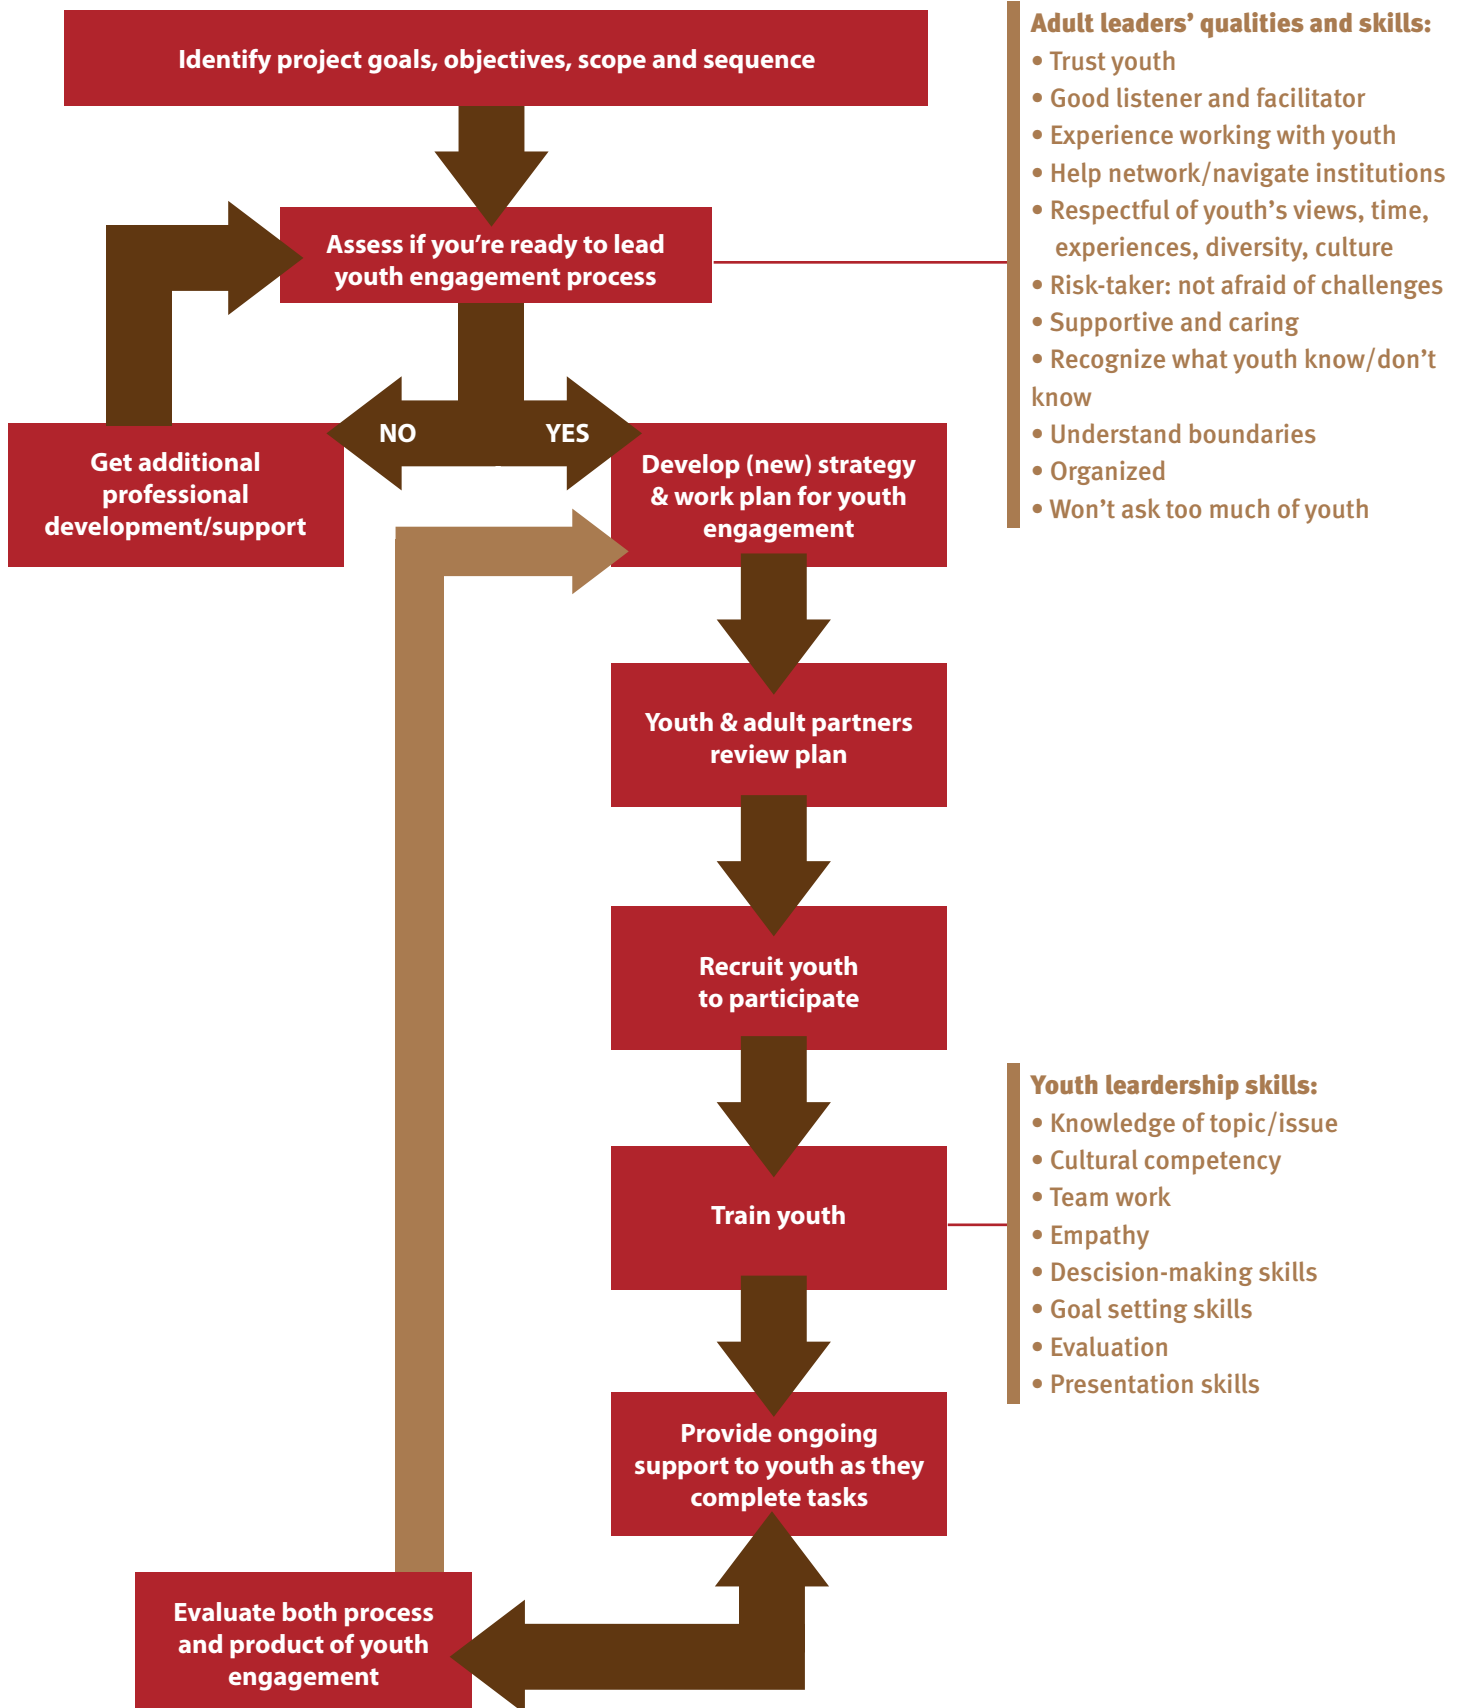 Identify project goals, objectives, scope and sequence
Assess if you're ready to lead
youth engagement process
NO
YES
Get additional
professional
development/support
Develop (new) strategy
& work plan for youth
engagement
Youth & adult partners
review plan
Recruit youth
to participate
Train youth
Provide ongoing
support to youth as they
complete tasks
Evaluate both process
and product of youth
engagement
Adult leaders' qualities and skills:
• Trust youth
• Good listener and facilitator
• Experience working with youth
• Help network/navigate institutions
• Respectful of youth's views, time,
experiences, diversity, culture
• Risk-taker: not afraid of challenges
• Supportive and caring
• Recognize what youth know/don't
know
• Understand boundaries
• Organized
• Won't ask too much of youth
Youth leardership skills:
• Knowledge of topic/issue
• Cultural competency
• Team work
• Empathy
• Descision-making skills
• Goal setting skills
• Evaluation
• Presentation skills